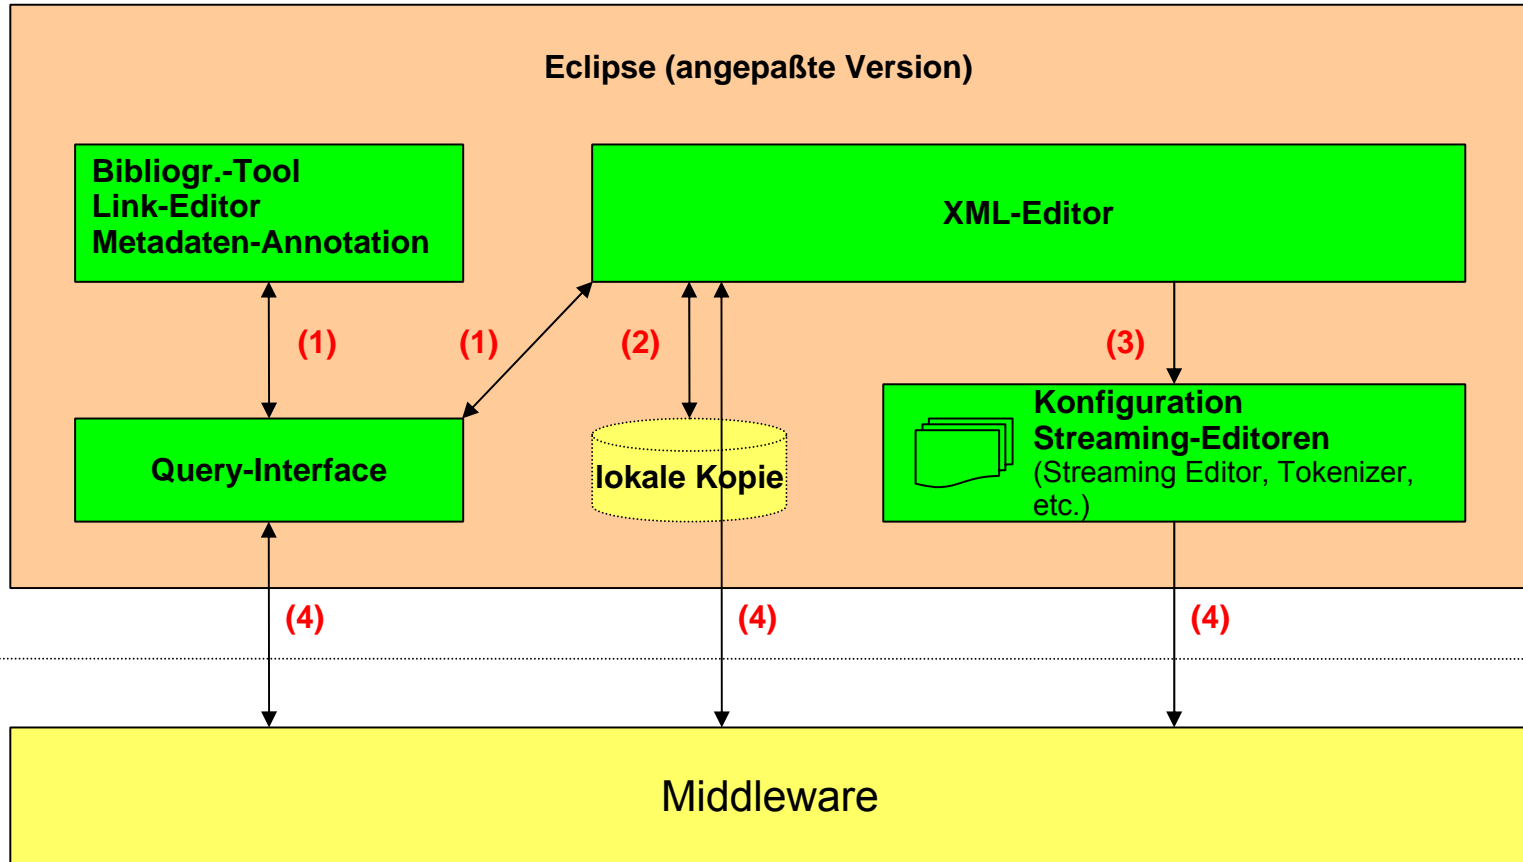 Eclipse (angepaßte Version)
Bibliogr.-Tool
Link-Editor
Metadaten-Annotation
XML-Editor
(1)
(1)
(2)
(3)
Query-Interface
lokale Kopie
Konfiguration
Streaming-Editoren
(Streaming Editor, Tokenizer,
etc.)
(4)
(4)
(4)
Middleware